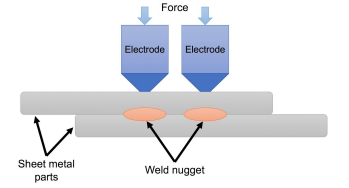 Force
Electrode
Electrode
Sheet metal
parts
Weld nugget